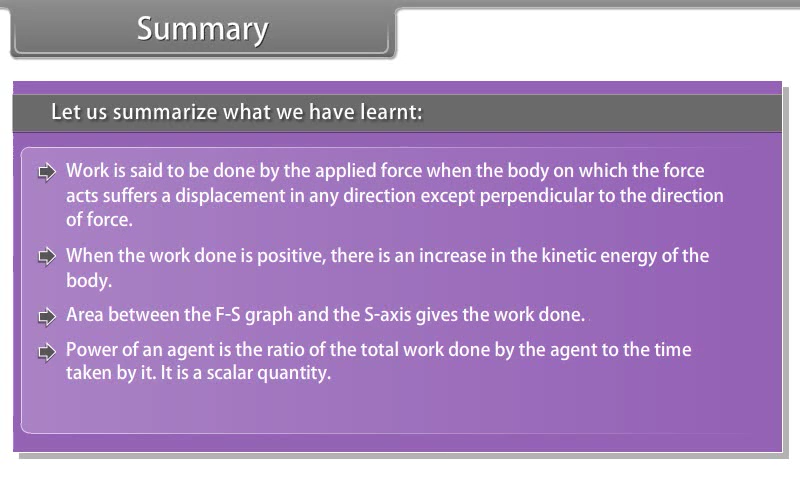 Summary
Let us summarize what we have learnt:
Work is said to be done by the applied force when the body on which the force
acts suffers a displacement in any direction except perpendicular to the direction
of force.
When the work done is positive, there is an increase in the kinetic energy of the
body.
Area between the F-S graph and the S-axis gives the work done.
Power of an agent is the ratio of the total work done by the agent to the time
taken by it. It is a scalar quantity.